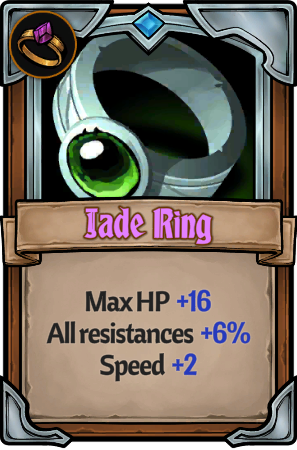 Jade Ring
Max HP +16
All resistances +6%
Speed +2